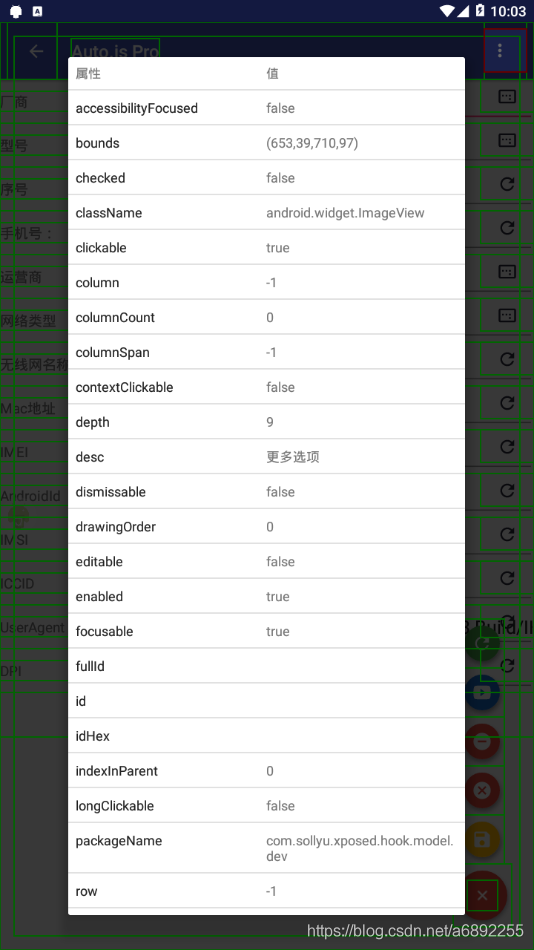 10:03
Auto.js Pro
属性 值
accessibilityFocused false
bounds (653,39,710,97)
checked false
className android.widget.ImageView
clickable true
column -1
columnCount 0
columnSpan -1
contextClickable false
depth 9
desc 更多选项
dismissable false
drawingOrder 0
editable false
enabled true
focusable true
fullId
id
idHex
indexInParent 0
longClickable false
packageName com.sollyu.xposed.hook.model.
dev
row -1
厂商
型号
序号
手机号：
运营商
网络类型
无线网名称
Mac地址
IMEI
AndroidId
IMSI
ICCID
UserAgent
Build/II
DPI
https://blog.csdn.net/a6892255